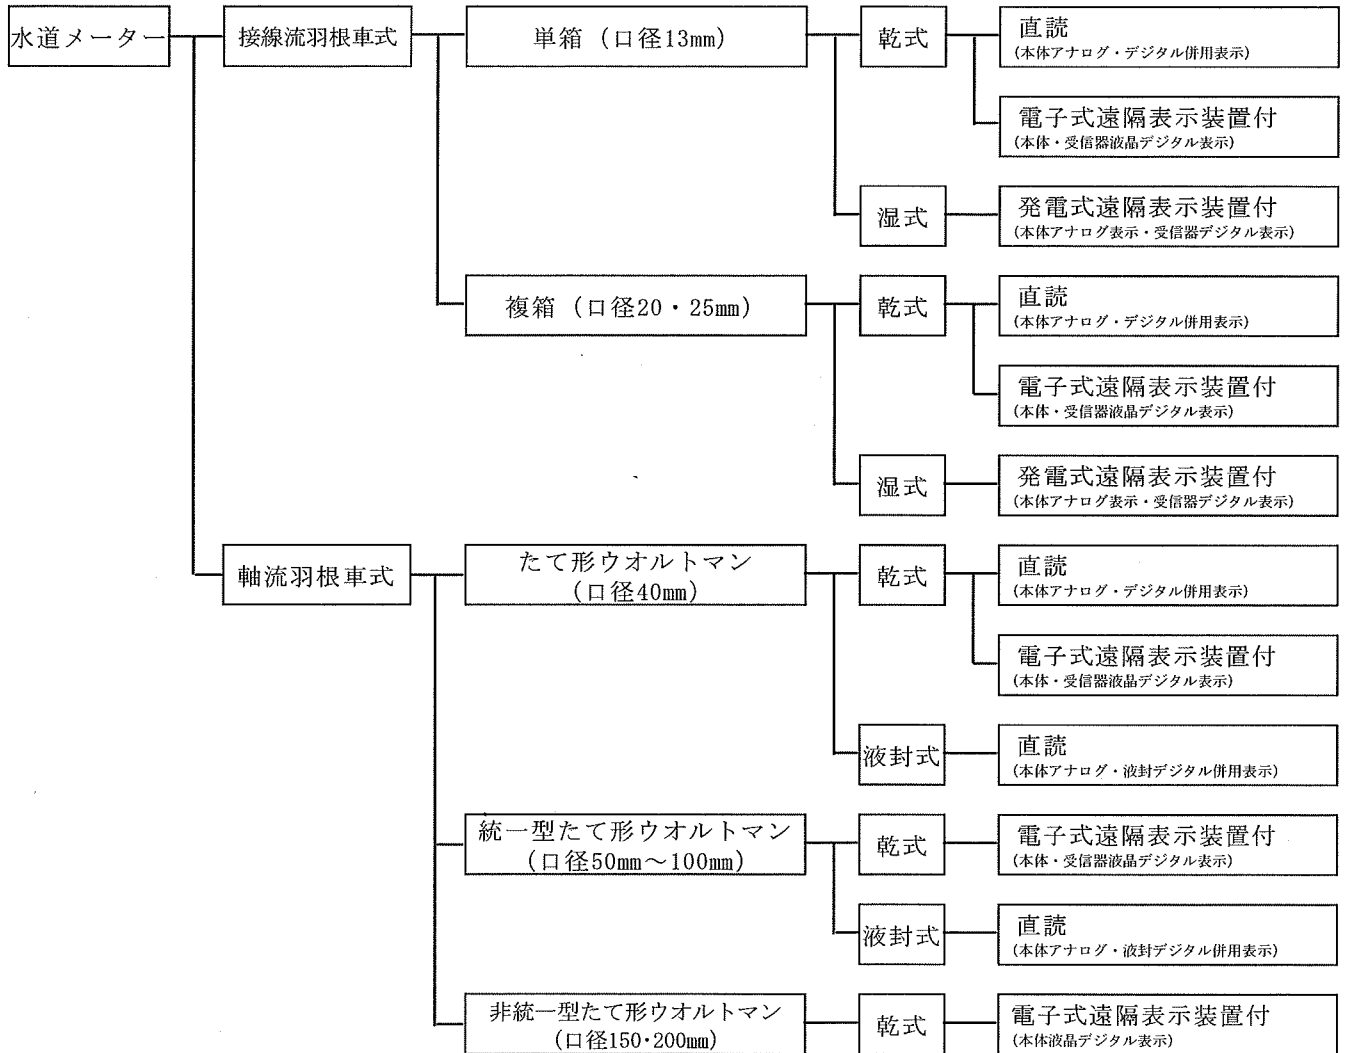 水道メーター
接線流羽根車式
単箱（口径13mm）
乾式
直読
(本体アナログ・デジタル併用表示)
電子式遠隔表示装置付
(本体・受信器液晶デジタル表示)
湿式
発電式遠隔表示装置付
(本体アナログ表示・受信器デジタル表示)
複箱（口径20・25mm）
乾式
直読
(本体アナログ・デジタル併用表示)
電子式遠隔表示装置付
(本体・受信器液晶デジタル表示)
湿式
発電式遠隔表示装置付
(本体アナログ表示・受信器デジタル表示)
軸流羽根車式
たて形ウオルトマン
（口径40mm）
乾式
直読
(本体アナログ・デジタル併用表示)
電子式遠隔表示装置付
(本体・受信器液晶デジタル表示)
液封式
直読
(本体アナログ・液封デジタル併用表示)
統一型たて形ウオルトマン
（口径50mm～100mm）
乾式
電子式遠隔表示装置付
(本体・受信器液晶デジタル表示)
液封式
直読
(本体アナログ・液封デジタル併用表示)
非統一型たて形ウオルトマン
（口径150・200mm）
乾式
電子式遠隔表示装置付
(本体液晶デジタル表示)